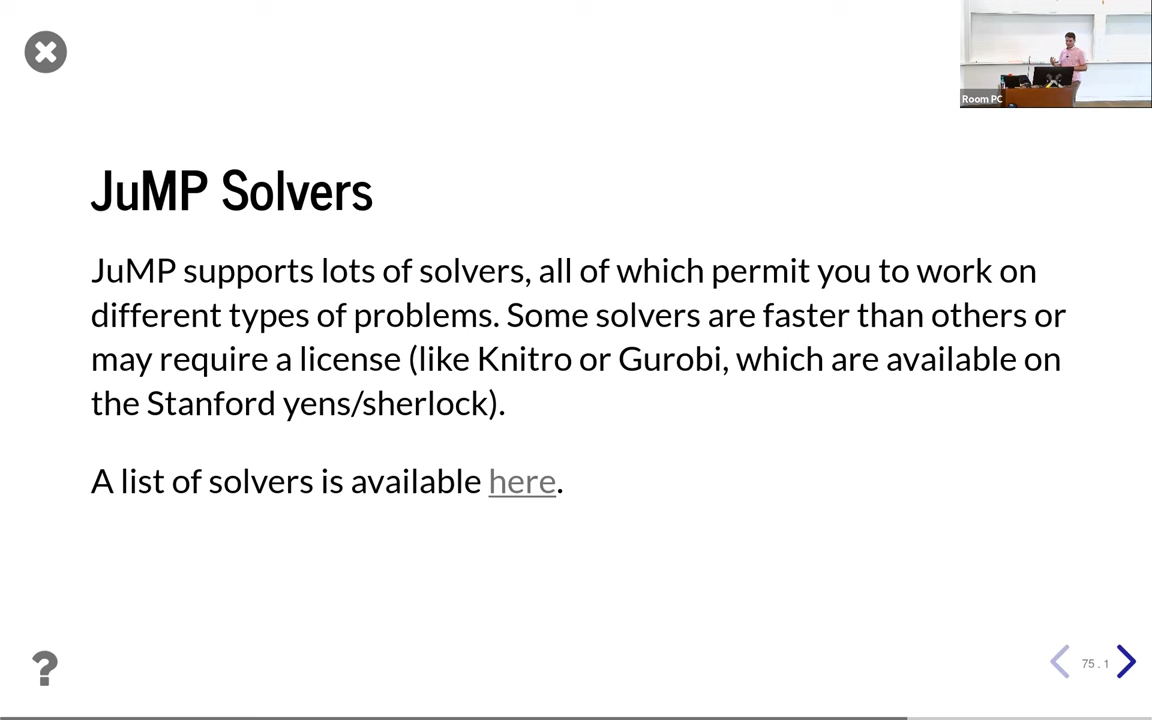 Room PC
JuMP Solvers
JuMP supports lots of solvers, all of which permit you to work on
different types of problems. Some solvers are faster than others or
may require a license (like Knitro or Gurobi, which are available on
the Stanford yens/sherlock).
A list of solvers is available here.
75 . 1